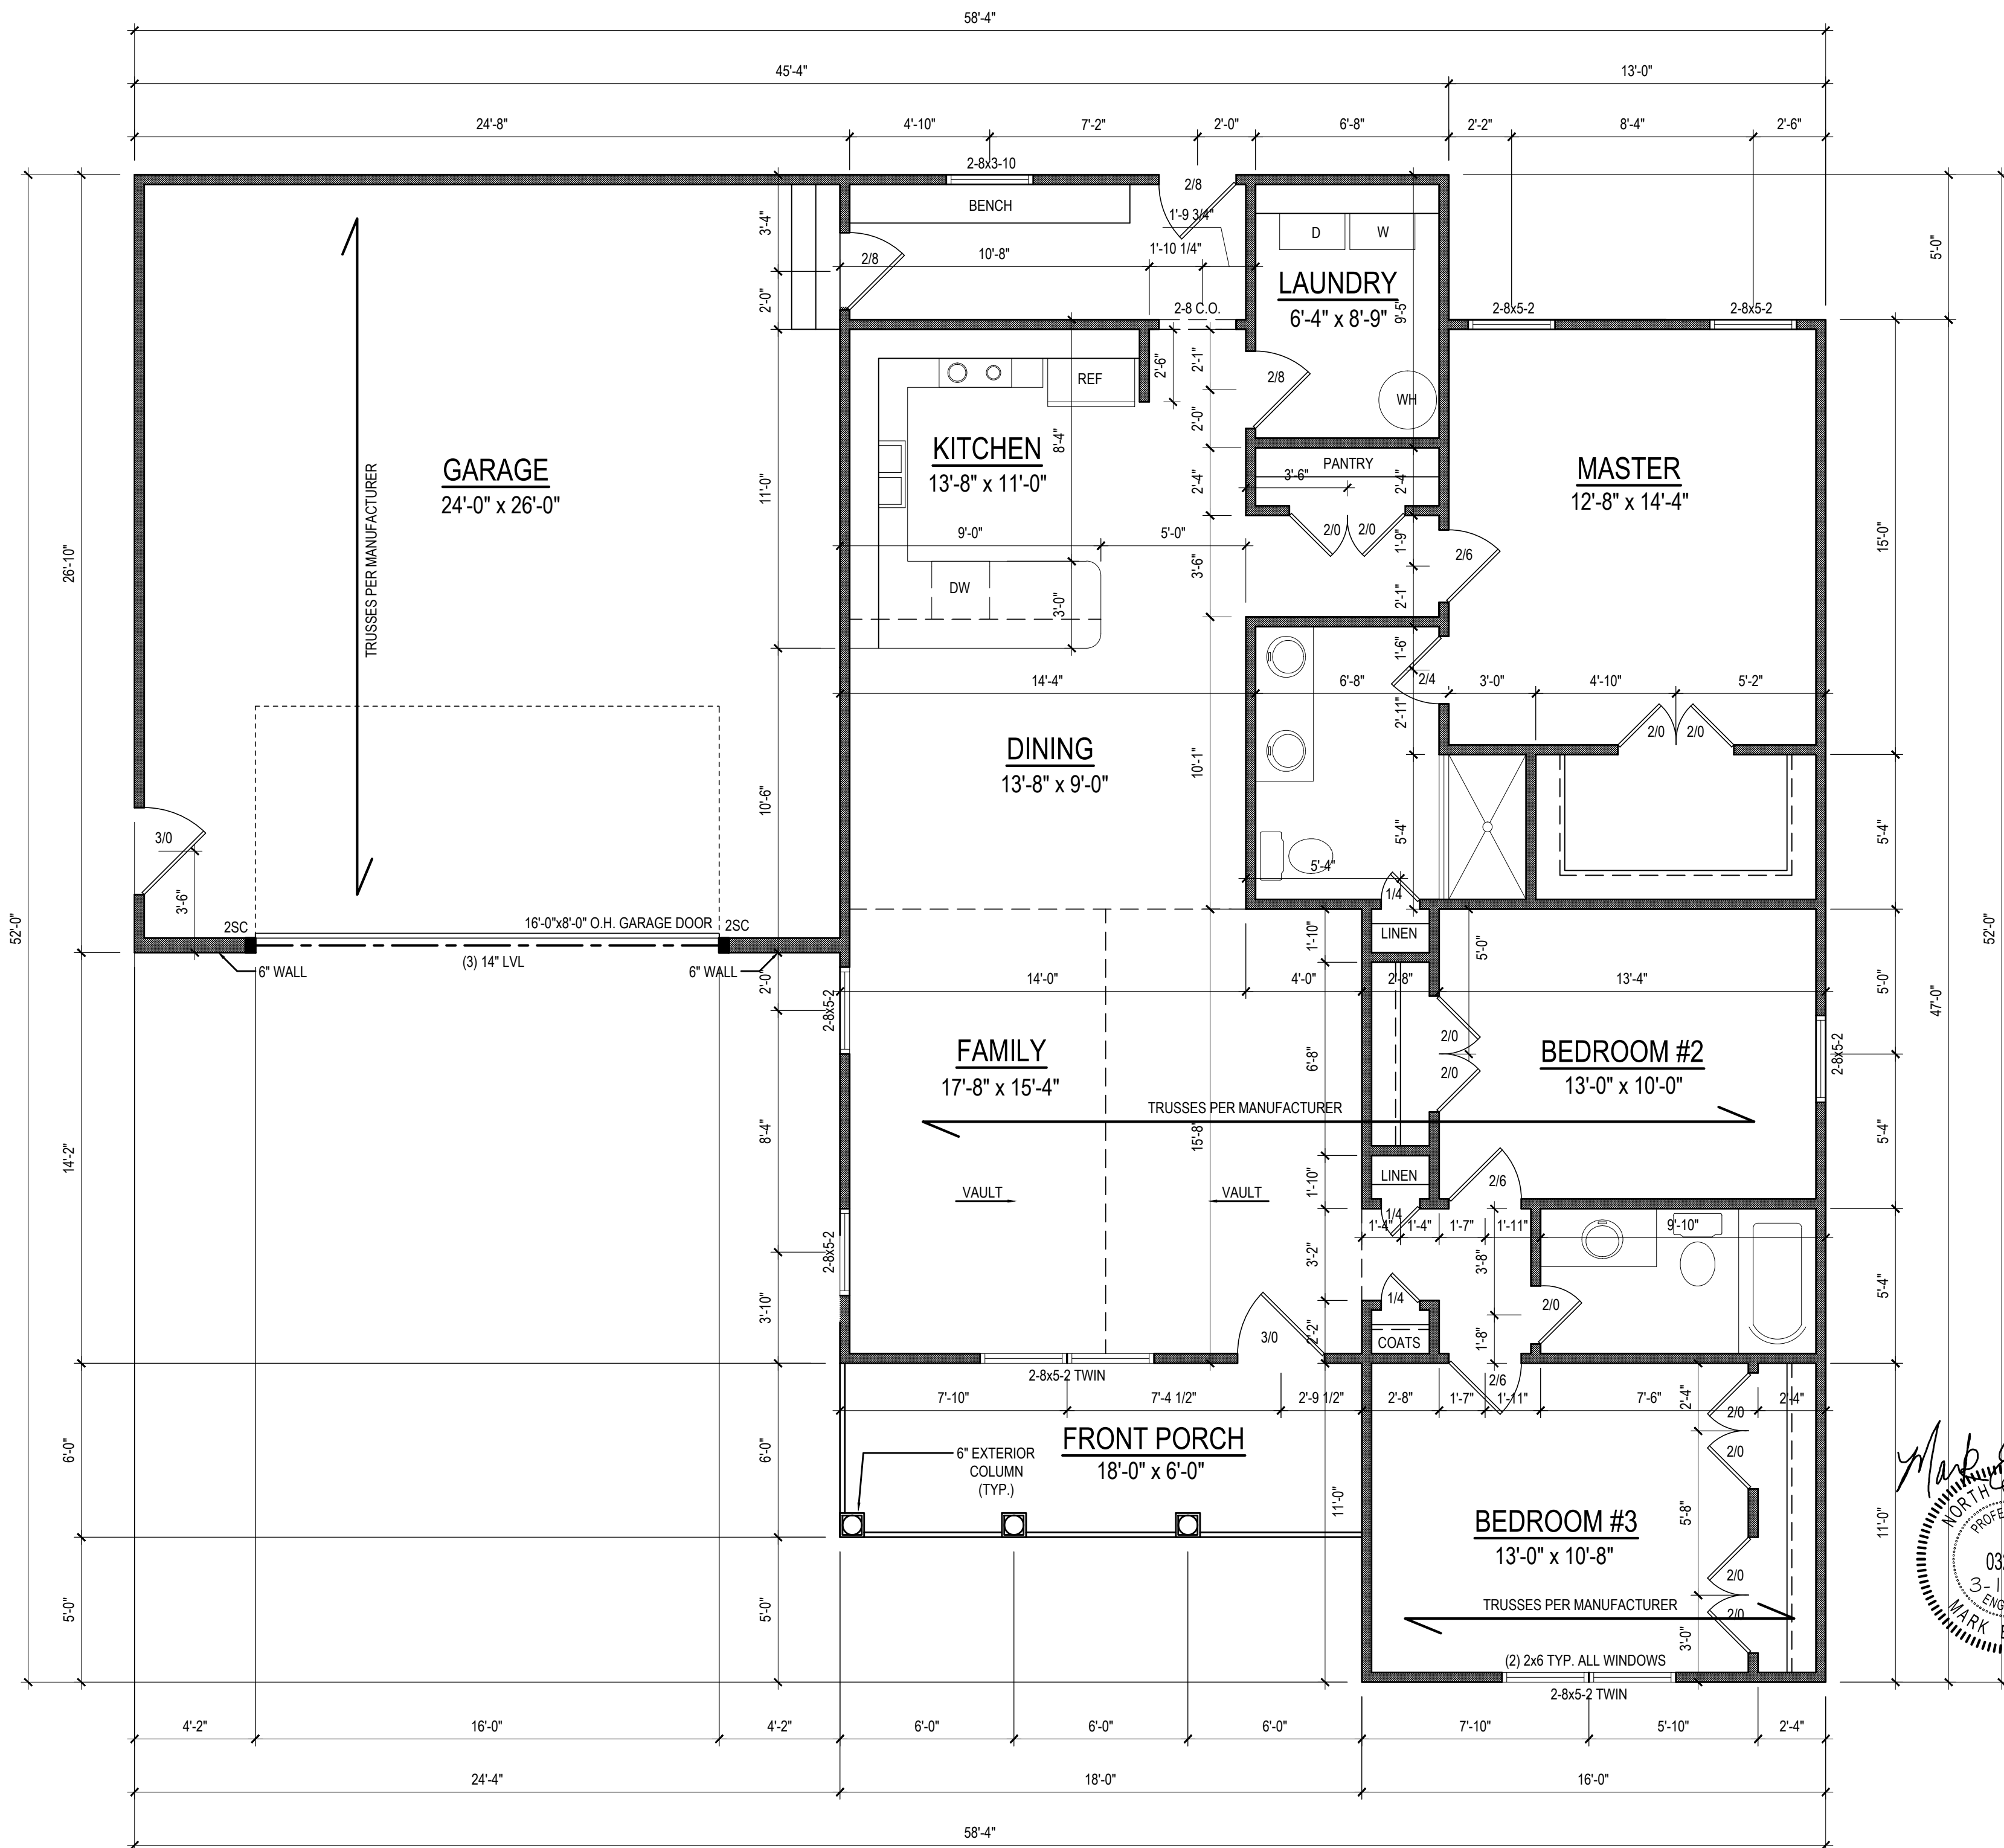 58'-4"
45'-4" 13'-0"
24'-8" 4'-10" 7'-2" 2'-0" 6'-8" 2'-2" 8'-4" 2'-6"
2-8x3-10
BENCH
2/8
1'-9 3/4"
1'-10 1/4"
10'-8"
2/8
3'-4"
2'-0"
D W
LAUNDRY
6'-4" x 8'-9"
9'-5"
2-8 C.O.
2-8x5-2 2-8x5-2
5'-0"
2'-6"
2'-1"
REF
2/8
WH
2'-0"
KITCHEN
13'-8" x 11'-0"
8'-4"
GARAGE
24'-0" x 26'-0"
TRUSSES PER MANUFACTURER
11'-0"
PANTRY
3'-6"
2'-4"
2'-4"
MASTER
12'-8" x 14'-4"
2/0 2/0
1'-9"
2/6
9'-0" 5'-0"
3'-6"
15'-0"
26'-10"
DW
3'-0"
2'-1"
1'-6"
2/4
14'-4" 6'-8" 3'-0" 4'-10" 5'-2"
2'-11"
2/0 2/0
DINING
13'-8" x 9'-0"
10'-1"
10'-6"
5'-4"
5'-4"
3/0
3'-6"
5'-4"
1/4
52'-0"
52'-0"
47'-0"
2SC 16'-0"x8'-0" O.H. GARAGE DOOR 2SC
6" WALL (3) 14" LVL 6" WALL
LINEN
1'-10"
5'-0"
2'-0"
2-8x5-2
14'-0" 4'-0" 2'-8" 13'-4"
5'-0"
FAMILY
17'-8" x 15'-4"
6'-8"
2/0
2/0
BEDROOM #2
13'-0" x 10'-0"
2-8x5-2
TRUSSES PER MANUFACTURER
15'-8"
8'-4"
14'-2"
5'-4"
VAULT VAULT
LINEN
1'-10"
2/6
1/4
1'-4" 1'-4" 1'-7" 1'-11" 9'-10"
2-8x5-2
3'-2"
3'-8"
5'-4"
3'-10"
1/4
2/0
COATS
2'-2"
1'-8"
3/0
2-8x5-2 TWIN
2/6
7'-10" 7'-4 1/2" 2'-9 1/2" 2'-8" 1'-7" 1'-11" 7'-6" 2'-4"
2'-4"
2/0
2/0
FRONT PORCH
18'-0" x 6'-0"
6" EXTERIOR
COLUMN
(TYP.)
6'-0"
6'-0"
11'-0"
5'-8"
BEDROOM #3
13'-0" x 10'-8"
11'-0"
2/0
2/0
TRUSSES PER MANUFACTURER
5'-0"
5'-0"
3'-0"
(2) 2x6 TYP. ALL WINDOWS
2-8x5-2 TWIN
Mark
NORTH
MARK
4'-2" 16'-0" 4'-2" 6'-0" 6'-0" 6'-0" 7'-10" 5'-10" 2'-4"
24'-4" 18'-0" 16'-0"
58'-4"